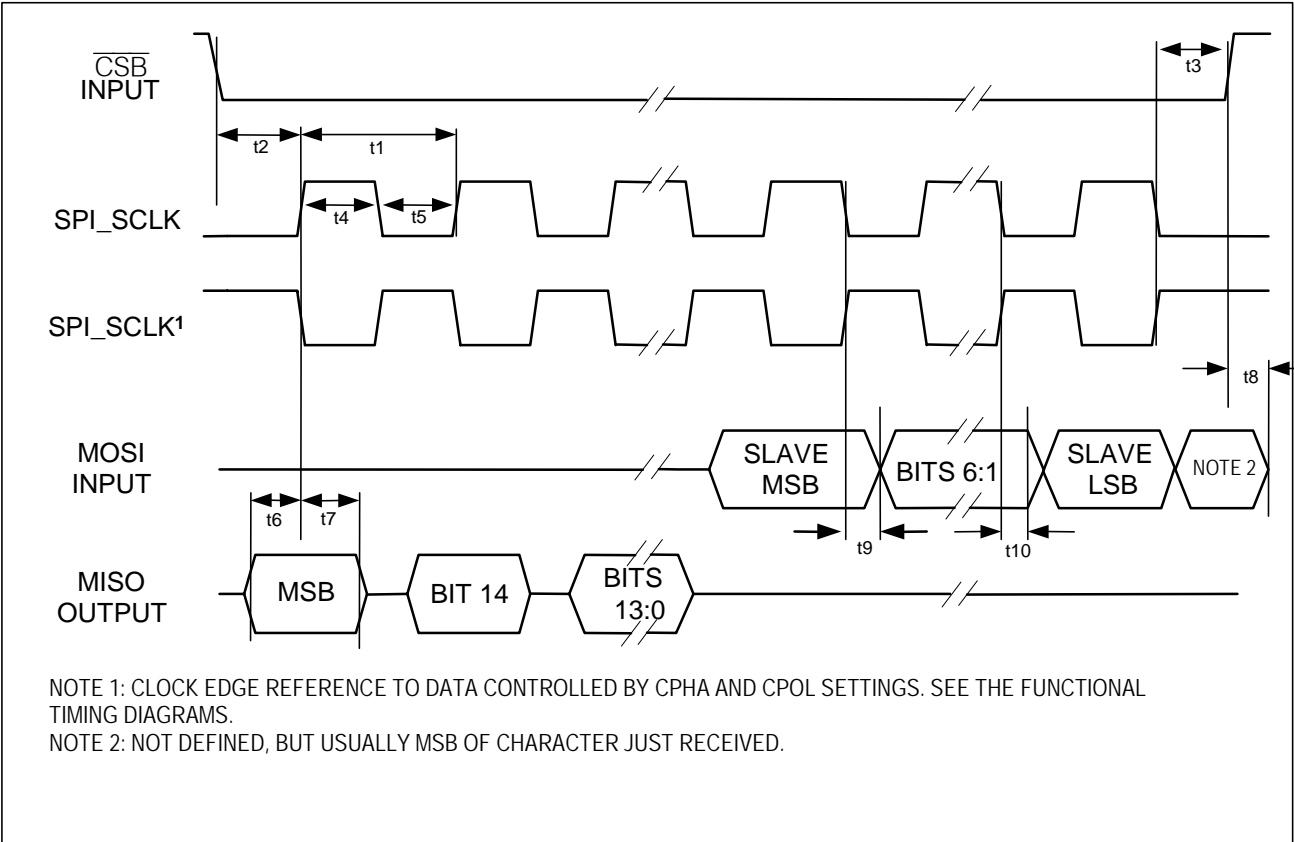 CSB
INPUT
t3
t2
t1
SPI_SCLK
t4
t5
SPI_SCLK¹
t8
MOSI
INPUT
SLAVE
MSB
BITS 6:1
SLAVE
LSB
NOTE 2
t6
t7
t9
t10
MISO
OUTPUT
MSB
BIT 14
BITS
13:0
NOTE 1: CLOCK EDGE REFERENCE TO DATA CONTROLLED BY CPHA AND CPOL SETTINGS. SEE THE FUNCTIONAL
TIMING DIAGRAMS.
NOTE 2: NOT DEFINED, BUT USUALLY MSB OF CHARACTER JUST RECEIVED.